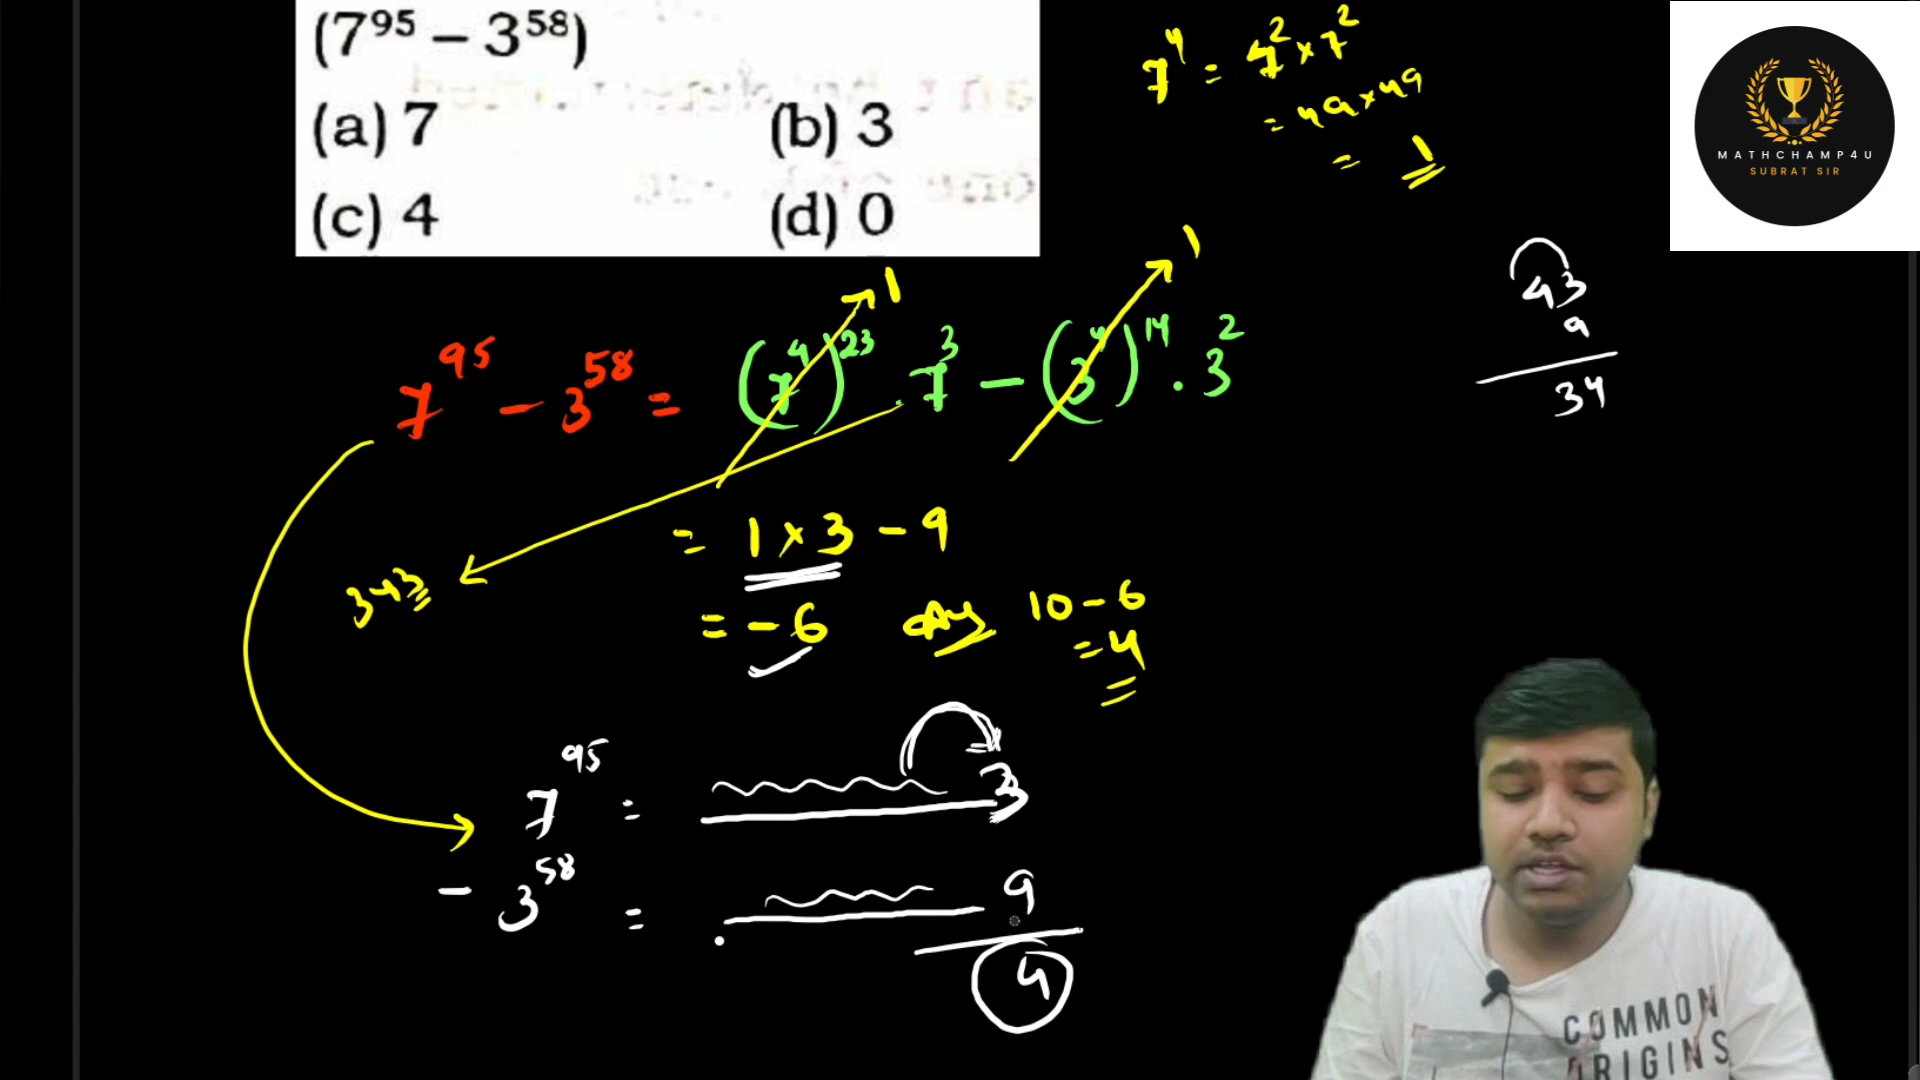 (7⁹⁵ – 3⁵⁸)
(a) 7 (b) 3
(c) 4 (d) 0
7⁴ = 7² × 7²
= 49 × 49
= 1
MATHCHAMP4U
SUBRAT SIR
43
9
34
7⁹⁵ – 3⁵⁸ = (7⁴)²³ . 7³ – (3⁴)¹⁴ . 3²
1
1
343
= 1 × 3 – 9
= – 6
10 – 6
= 4
7⁹⁵ = 3
– 3⁵⁸ = 9
4
COMMON
ORIGINS